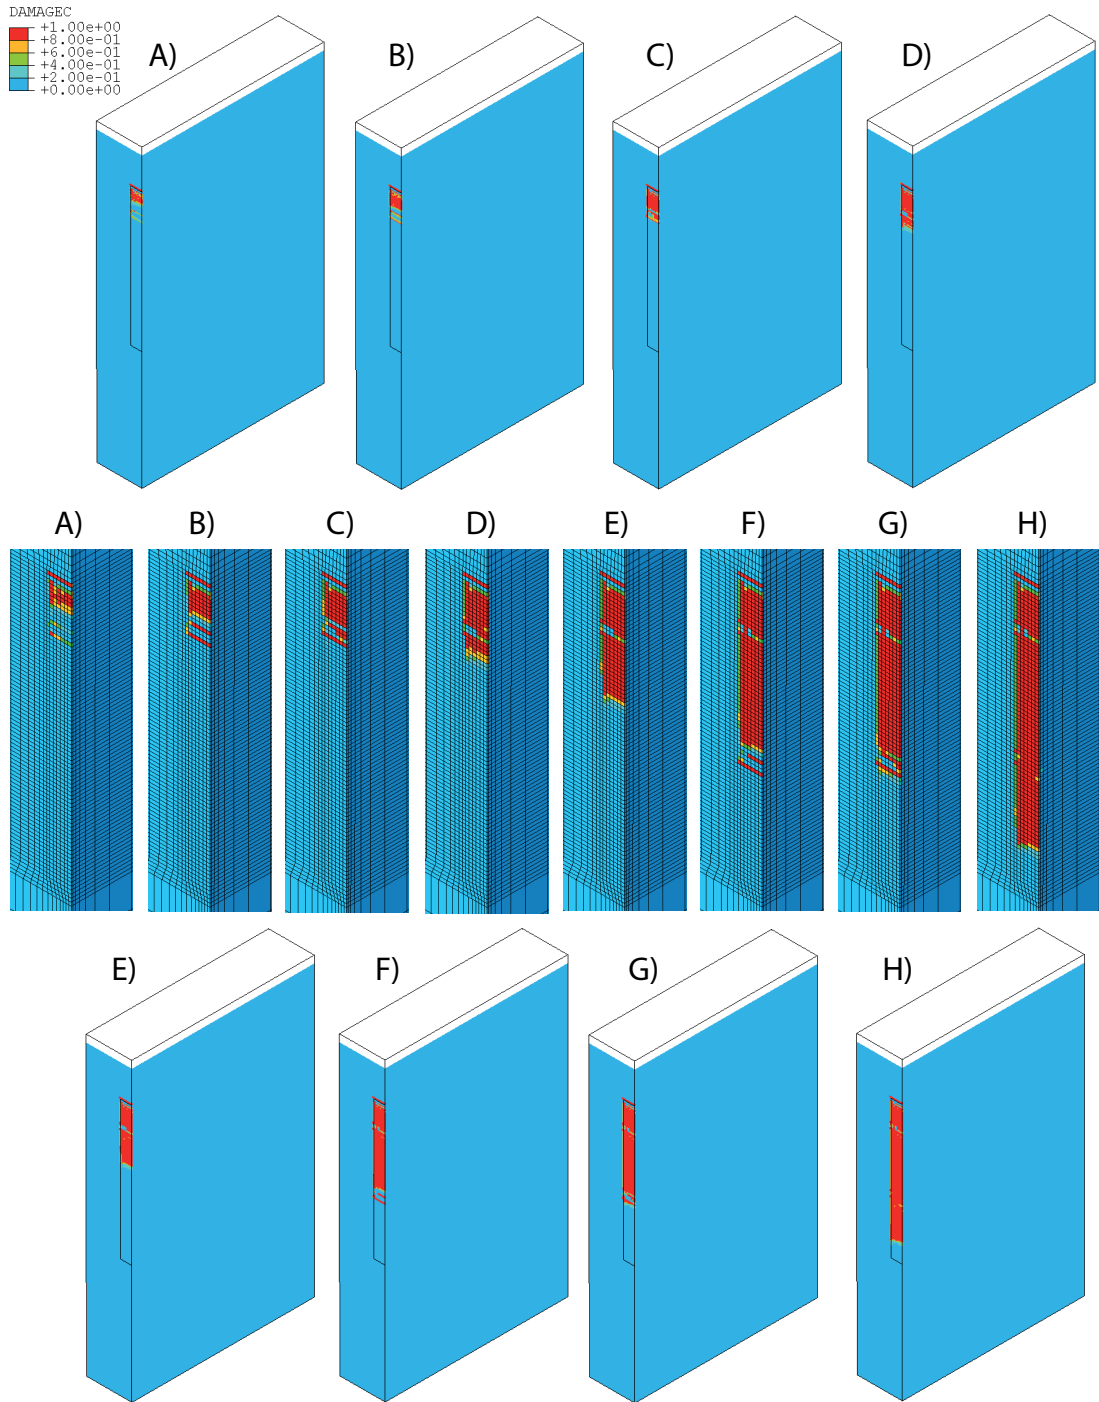 DAMAGEC
+1.00e+00
+8.00e-01
+6.00e-01
+4.00e-01
+2.00e-01
+0.00e+00
A) B) C) D)
A) B) C) D) E) F) G) H)
E) F) G) H)